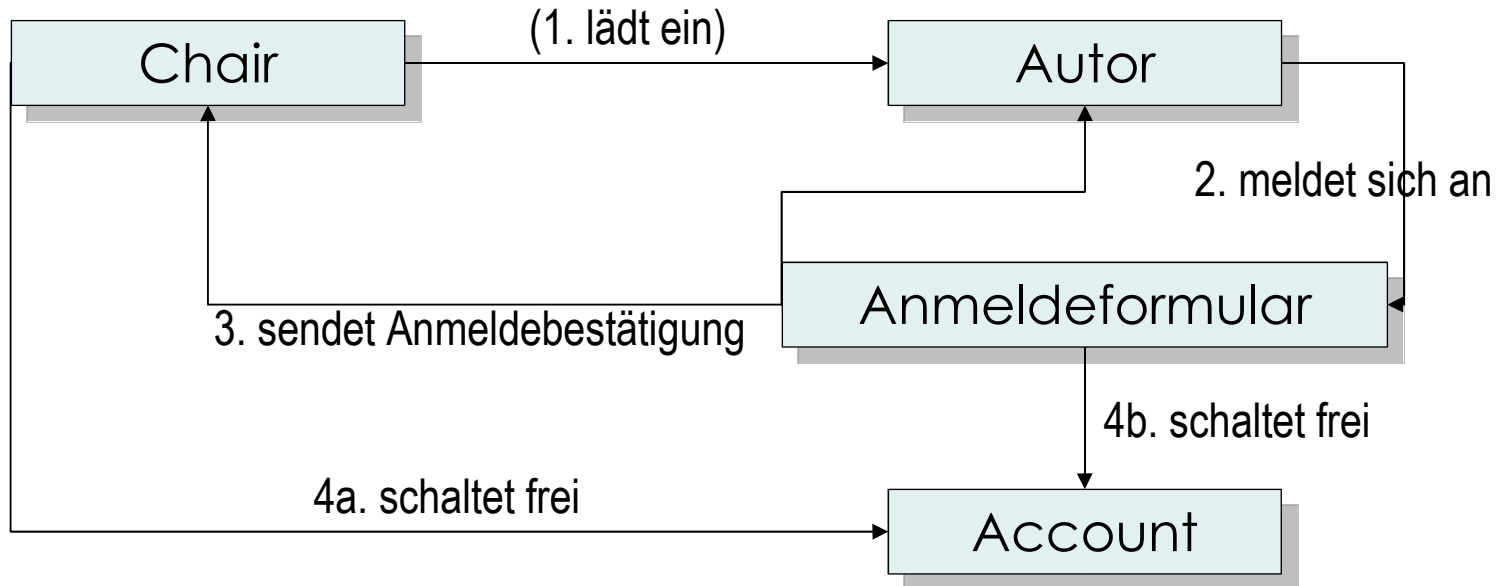 (1. lädt ein)
Chair
Autor
2. meldet sich an
Anmeldeformular
3. sendet Anmeldebestätigung
4b. schaltet frei
4a. schaltet frei
Account